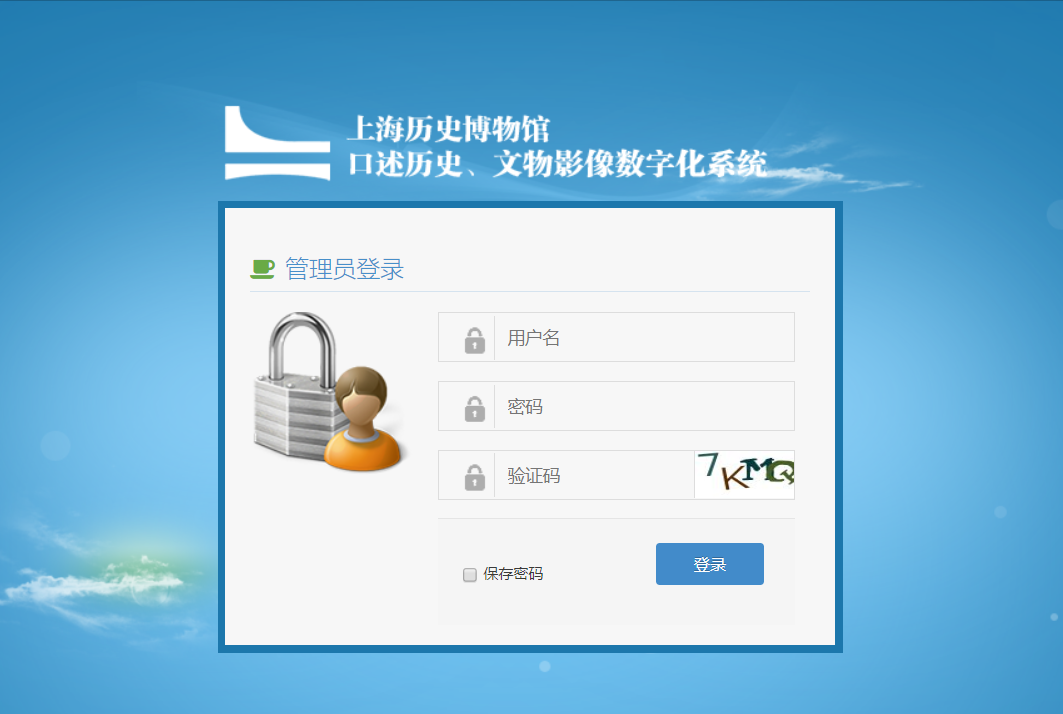 上海历史博物馆
口述历史、文物影像数字化系统
管理员登录
用户名
密码
验证码
7KMQ
保存密码
登录